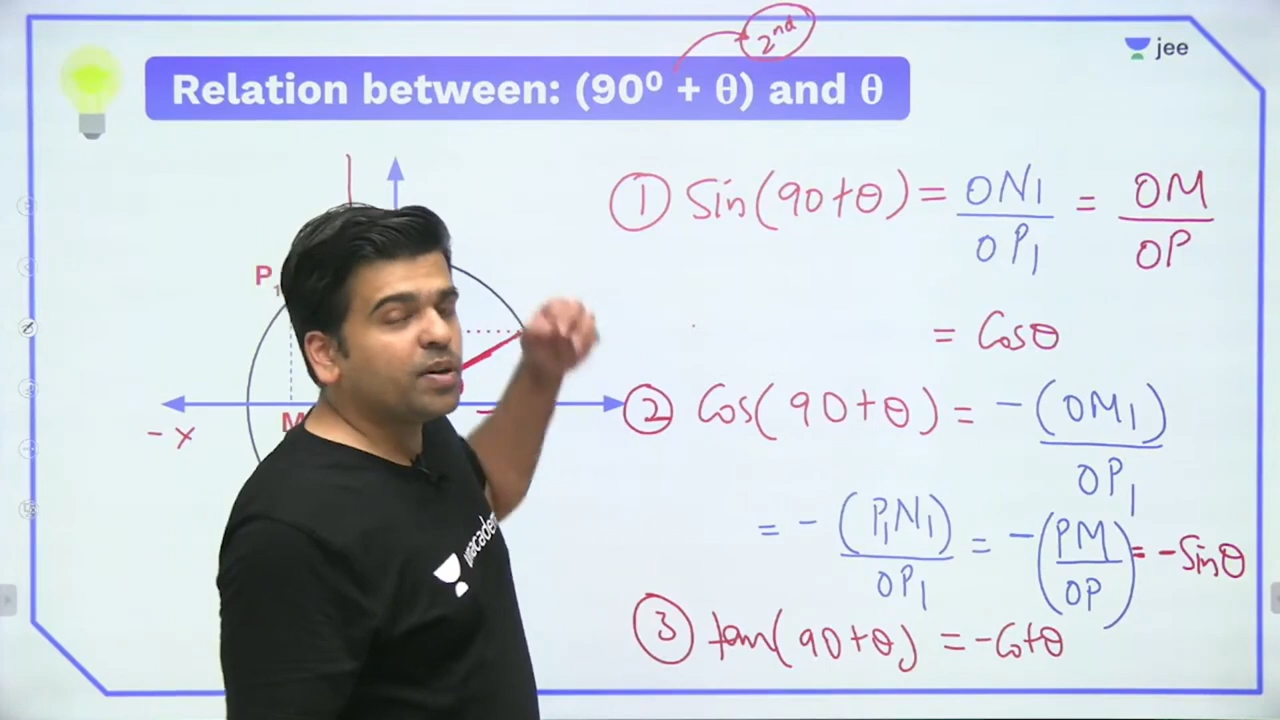 2nd
jee
Relation between: (90⁰ + θ) and θ
① Sin(90+θ) = ON1/OP1 = OM/OP
P1
= Cosθ
② Cos(90+θ) = -(OM1)/OP1
M
- x
= -(P1N1)/OP1 = -(PM/OP) = -Sinθ
unacadem
③ tan(90+θ) = -Cotθ